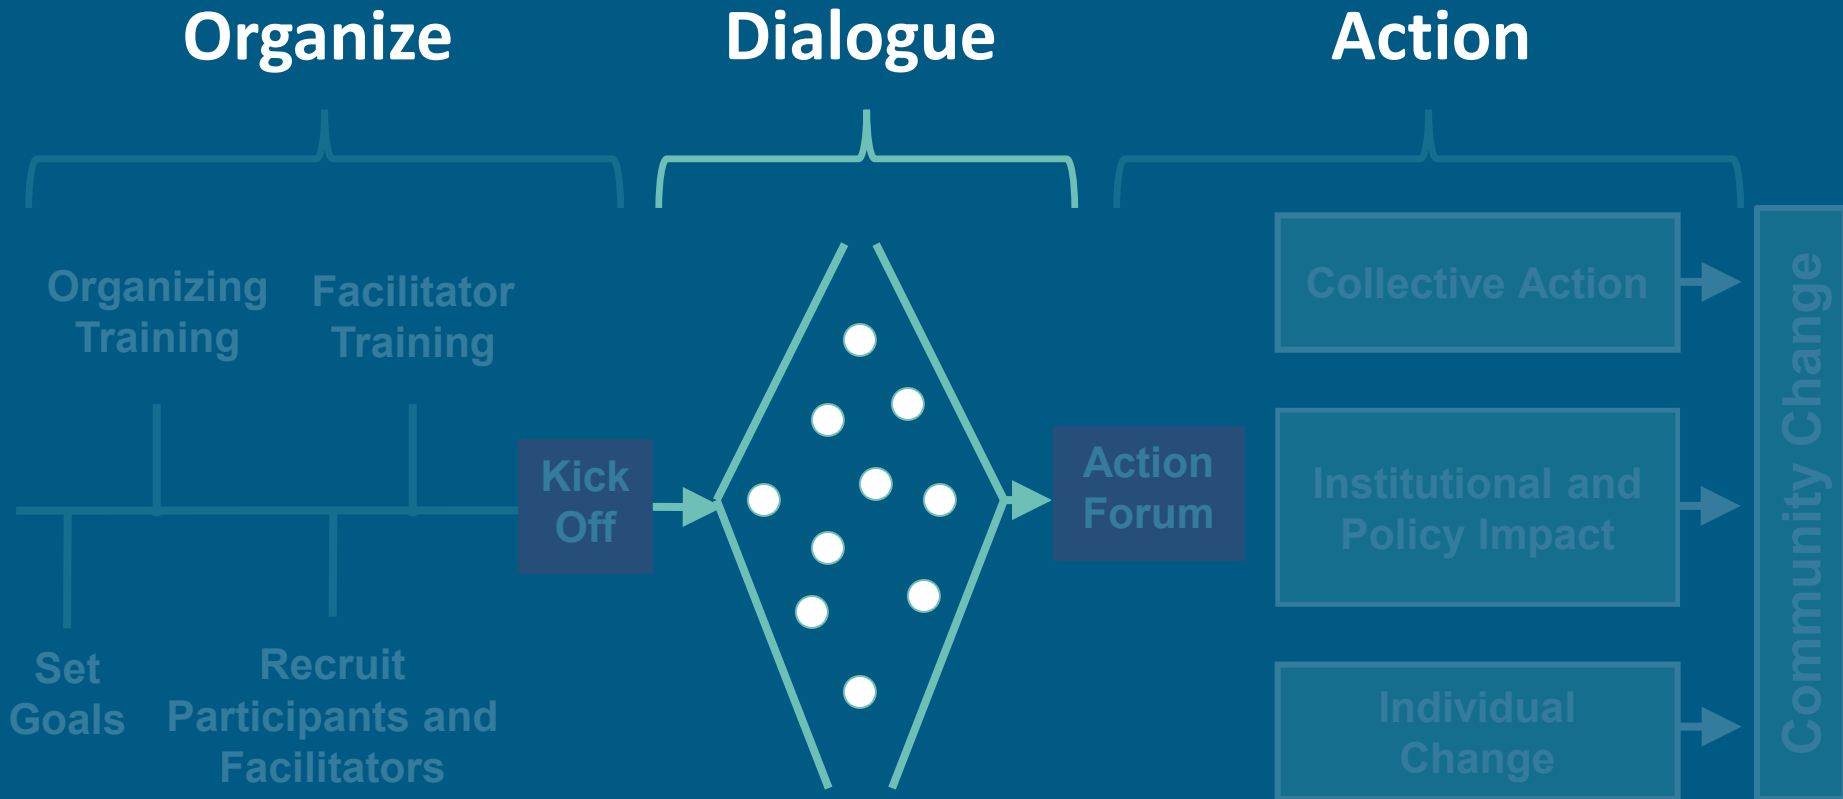 Organize
Dialogue
Action
Organizing
Training
Facilitator
Training
Set
Goals
Recruit
Participants and
Facilitators
Kick
Off
Action
Forum
Collective Action
Institutional and
Policy Impact
Individual
Change
Community Change